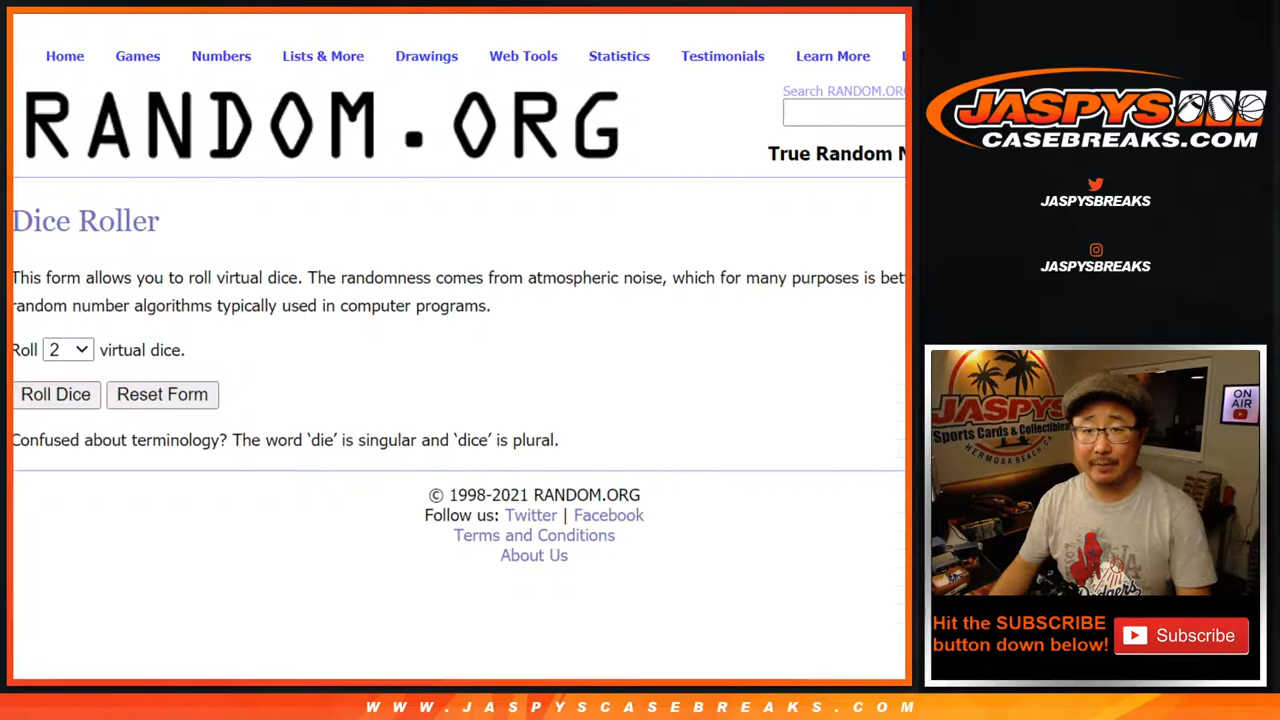 Home Games Numbers Lists & More Drawings Web Tools Statistics Testimonials Learn More
RANDOM.ORG
Search RANDOM.ORG
True Random N
Dice Roller
This form allows you to roll virtual dice. The randomness comes from atmospheric noise, which for many purposes is bet
random number algorithms typically used in computer programs.
Roll 2 virtual dice.
Roll Dice Reset Form
Confused about terminology? The word ‘die’ is singular and ‘dice’ is plural.
© 1998-2021 RANDOM.ORG
Follow us: Twitter | Facebook
Terms and Conditions
About Us
JASPYS
CASEBREAKS.COM
JASPYSBREAKS
JASPYSBREAKS
JASPYS
Sports Cards & Collectibles
HERMOSA BEACH, CA
ON
AIR
Dodgers
Hit the SUBSCRIBE
button down below!
Subscribe
WWW.JASPYSCASEBREAKS.COM